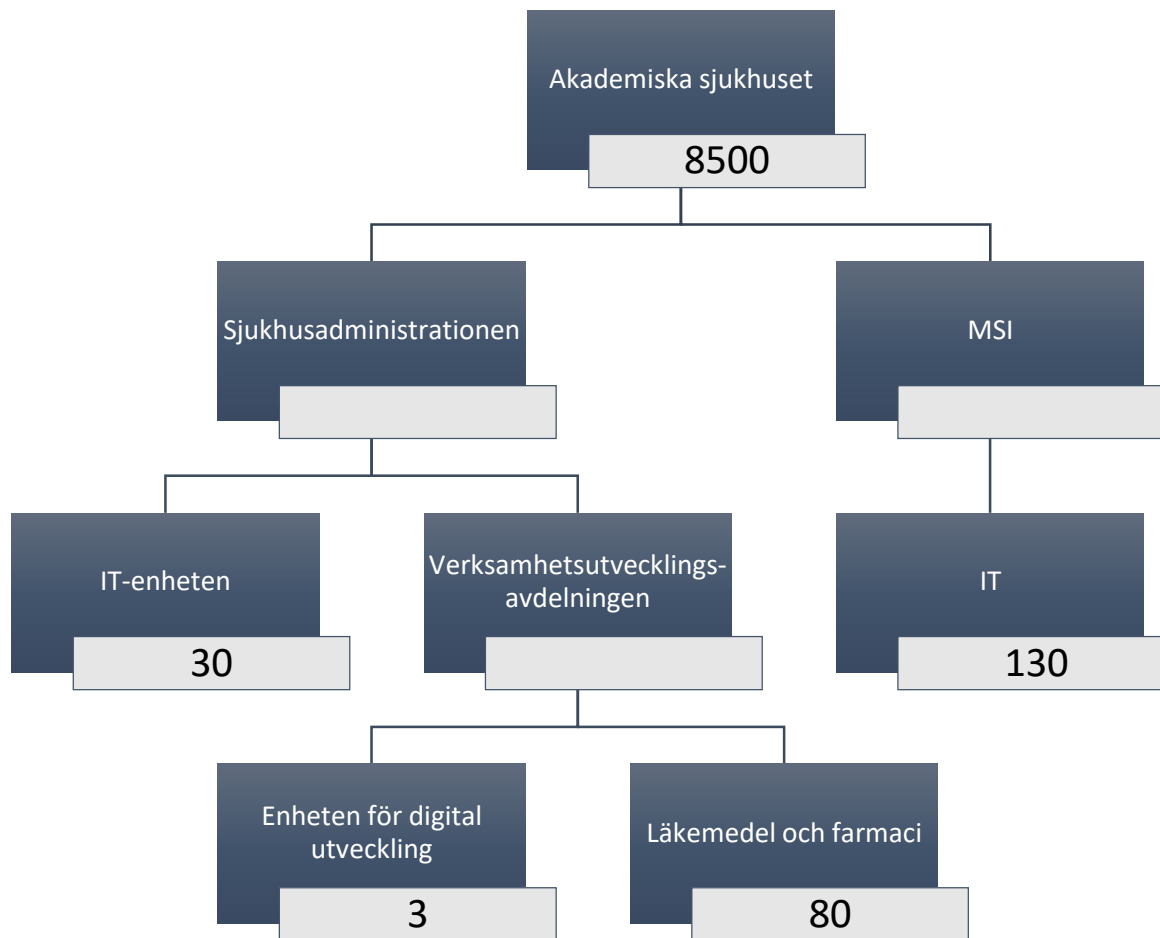 Akademiska sjukhuset
8500
Sjukhusadministrationen
MSI
IT-enheten
30
Verksamhetsutvecklings-
avdelningen
IT
130
Enheten för digital
utveckling
3
Läkemedel och farmaci
80